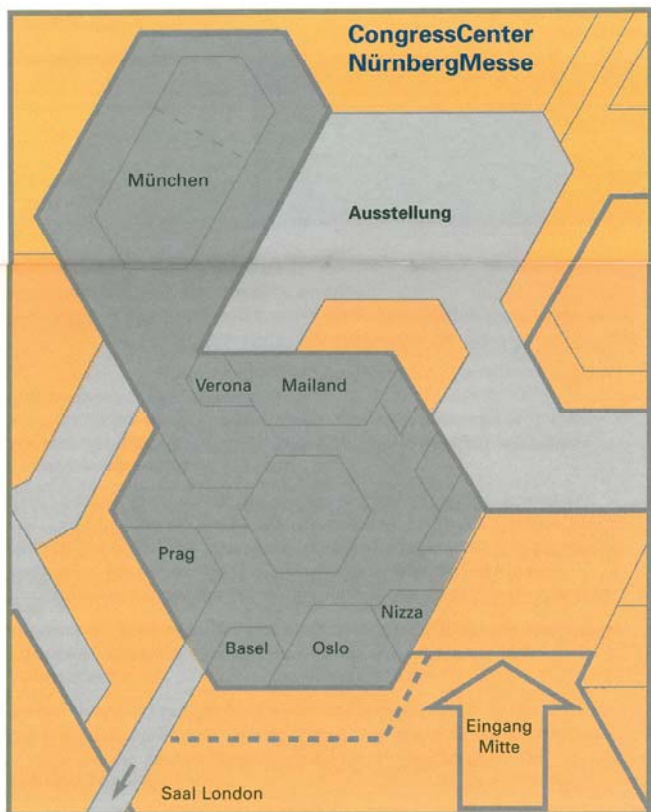 CongressCenter
NürnbergMesse
München
Ausstellung
Verona
Mailand
Prag
Nizza
Basel
Oslo
Eingang
Mitte
Saal London